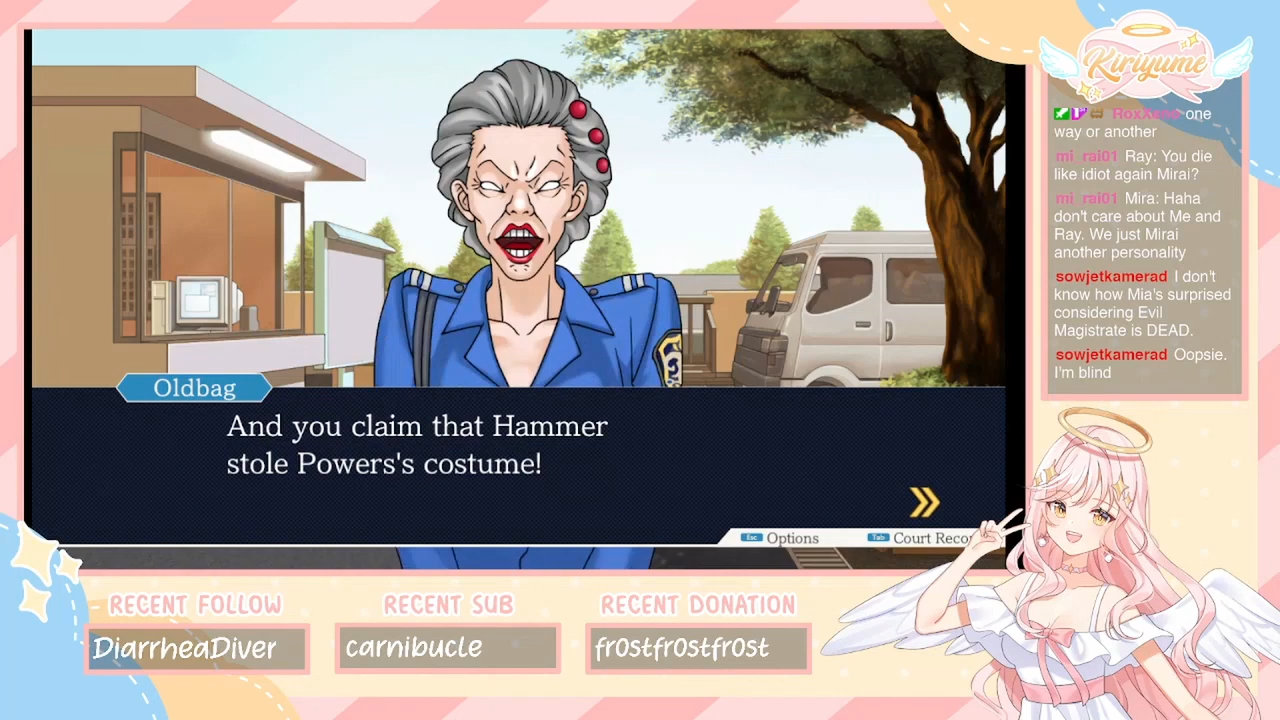 Kiriyume
one
way or another
mi_rai01 Ray: You die
like idiot again Mirai?
mi_rai01 Mira: Haha
don't care about Me and
Ray. We just Mirai
another personality
sowjetkamerad I don't
know how Mia's surprised
considering Evil
Magistrate is DEAD.
sowjetkamerad Oopsie.
I'm blind
Oldbag
And you claim that Hammer
stole Powers's costume!
Esc Options
Tab Court Recor
RECENT FOLLOW
DiarrheaDiver
RECENT SUB
carnibucle
RECENT DONATION
frostfrostfrost